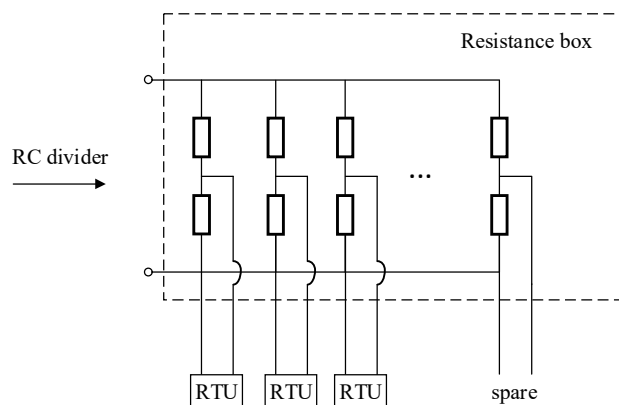 Resistance box
RC divider
...
RTU RTU RTU spare